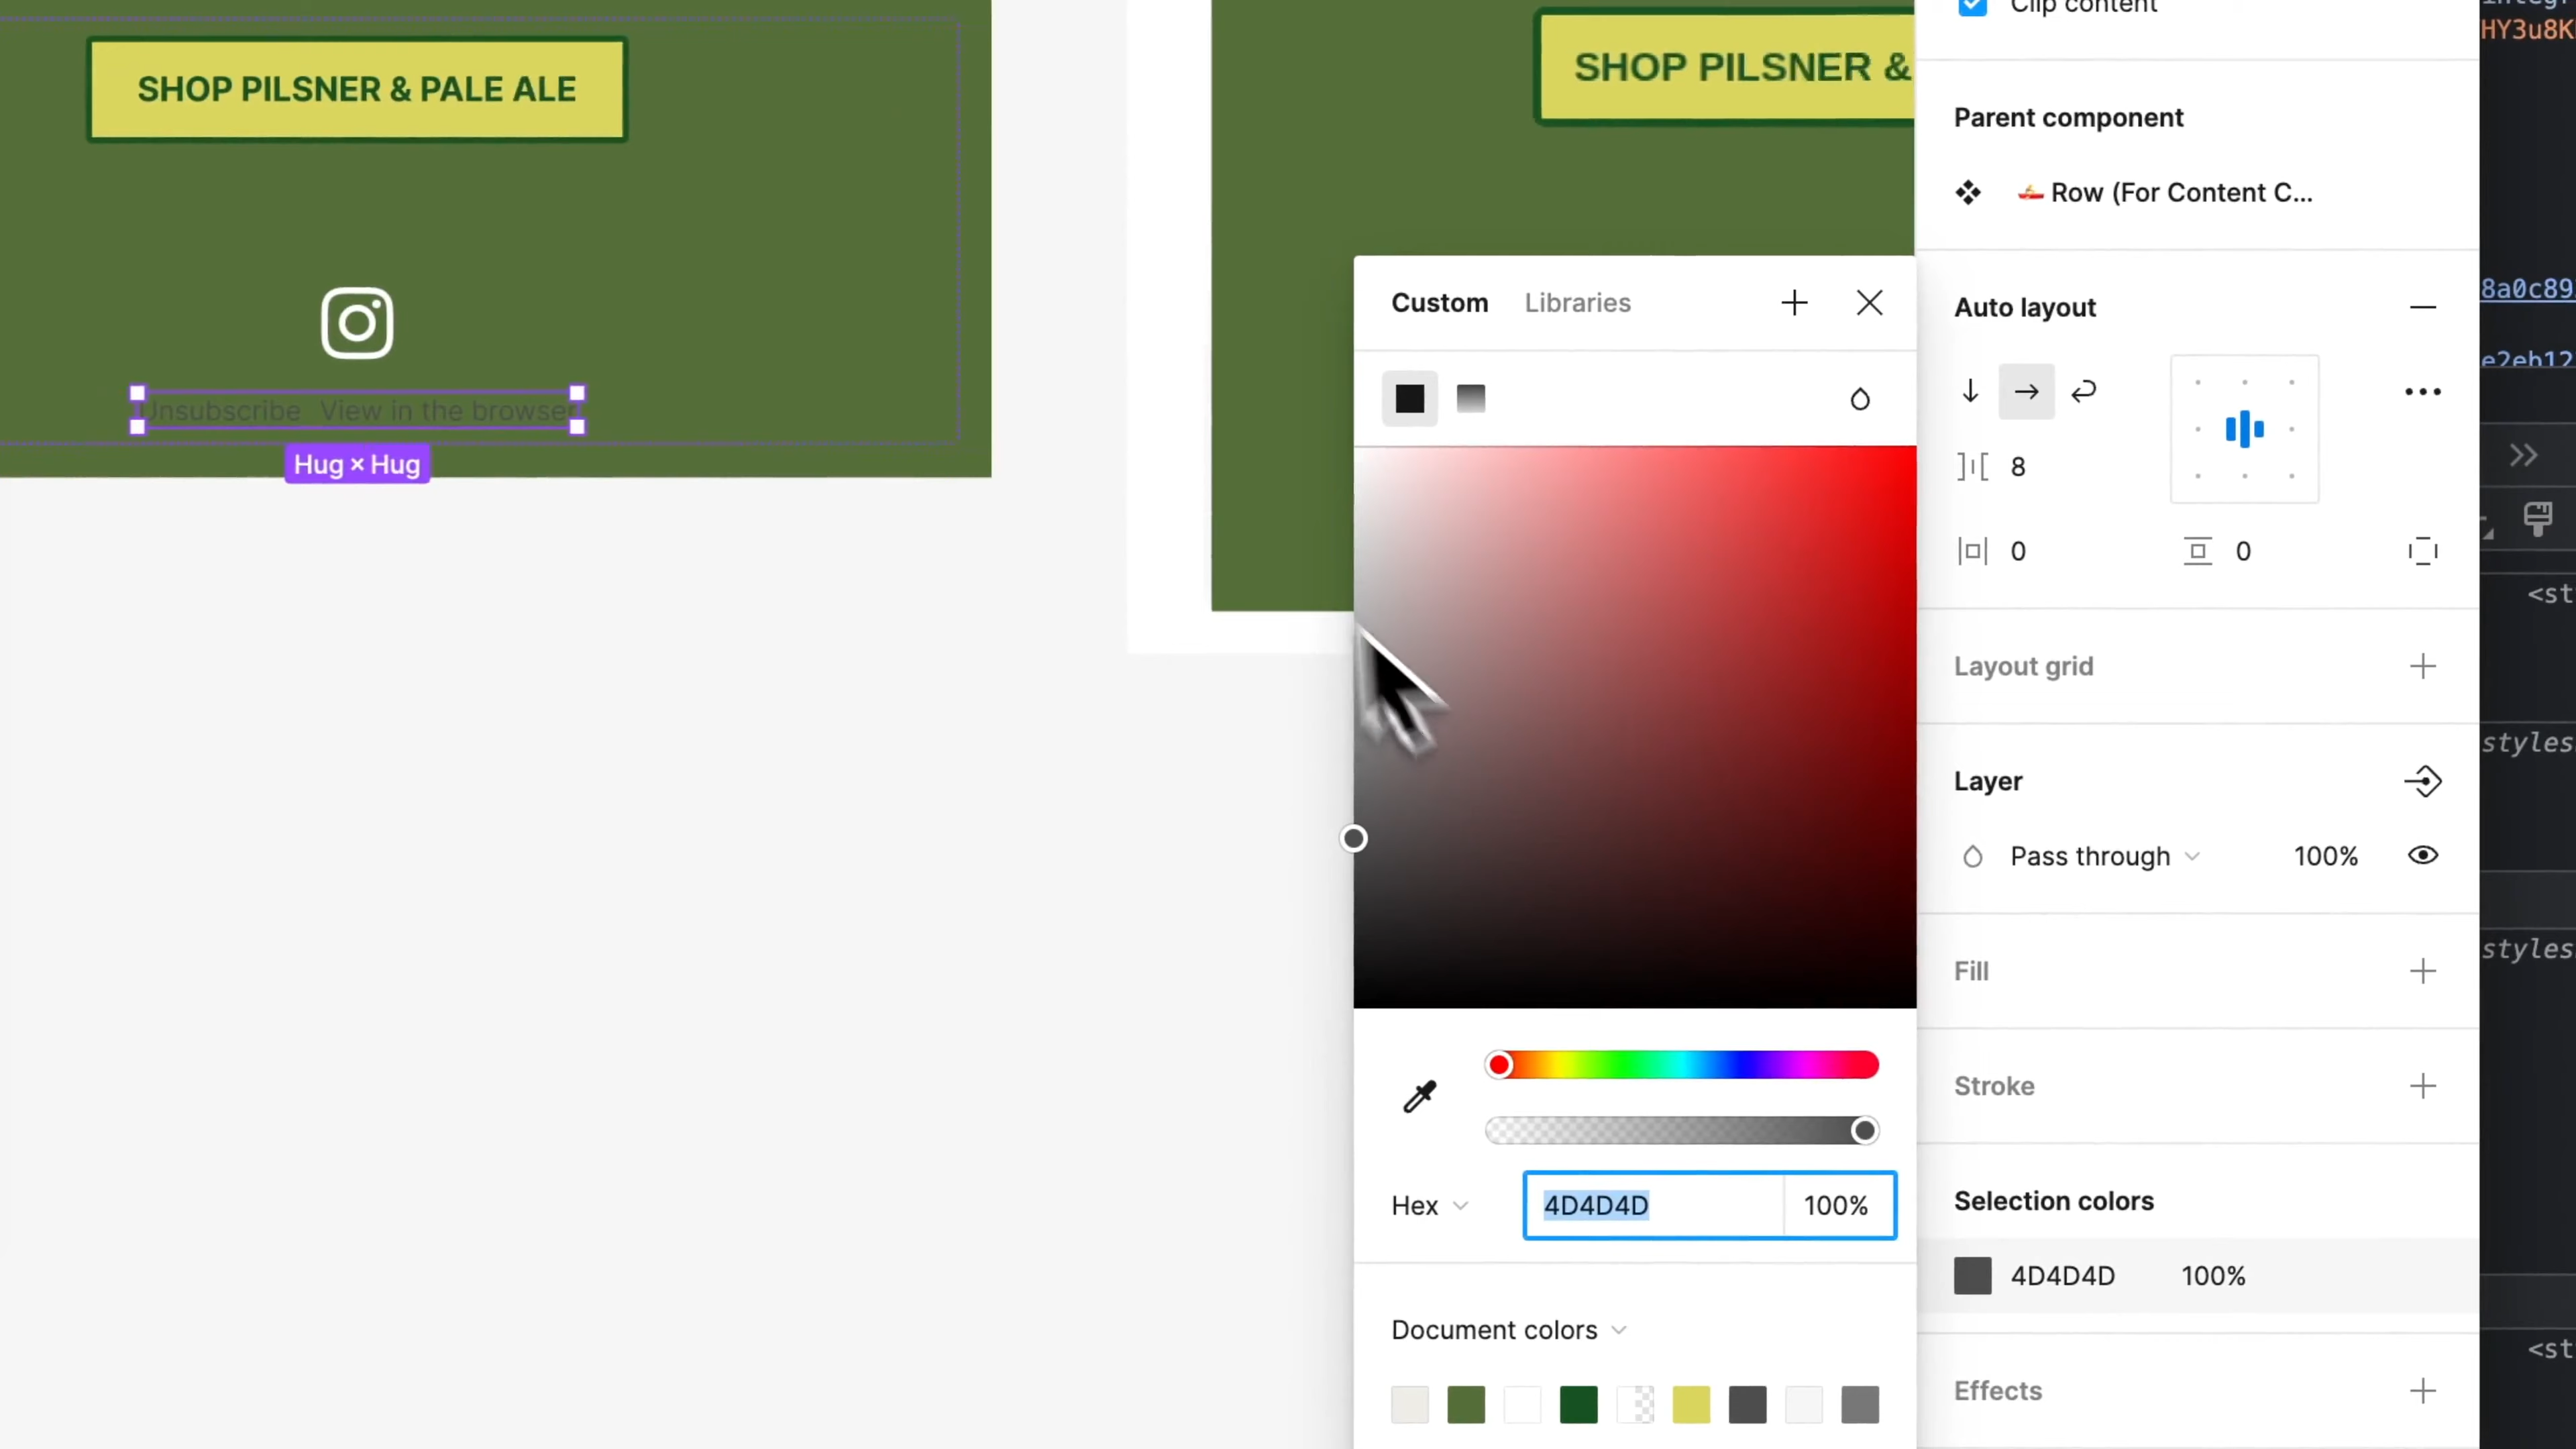 SHOP PILSNER & PALE ALE
Unsubscribe View in the browser
Hug × Hug
SHOP PILSNER &
Custom
Libraries
Hex
4D4D4D
100%
Document colors
Clip content
Parent component
Row (For Content C...
Auto layout
8
0
0
Layout grid
Layer
Pass through
100%
Fill
Stroke
Selection colors
4D4D4D
100%
Effects
HY3u8K
8a0c89
e2eb12
<st
styles
styles
<st